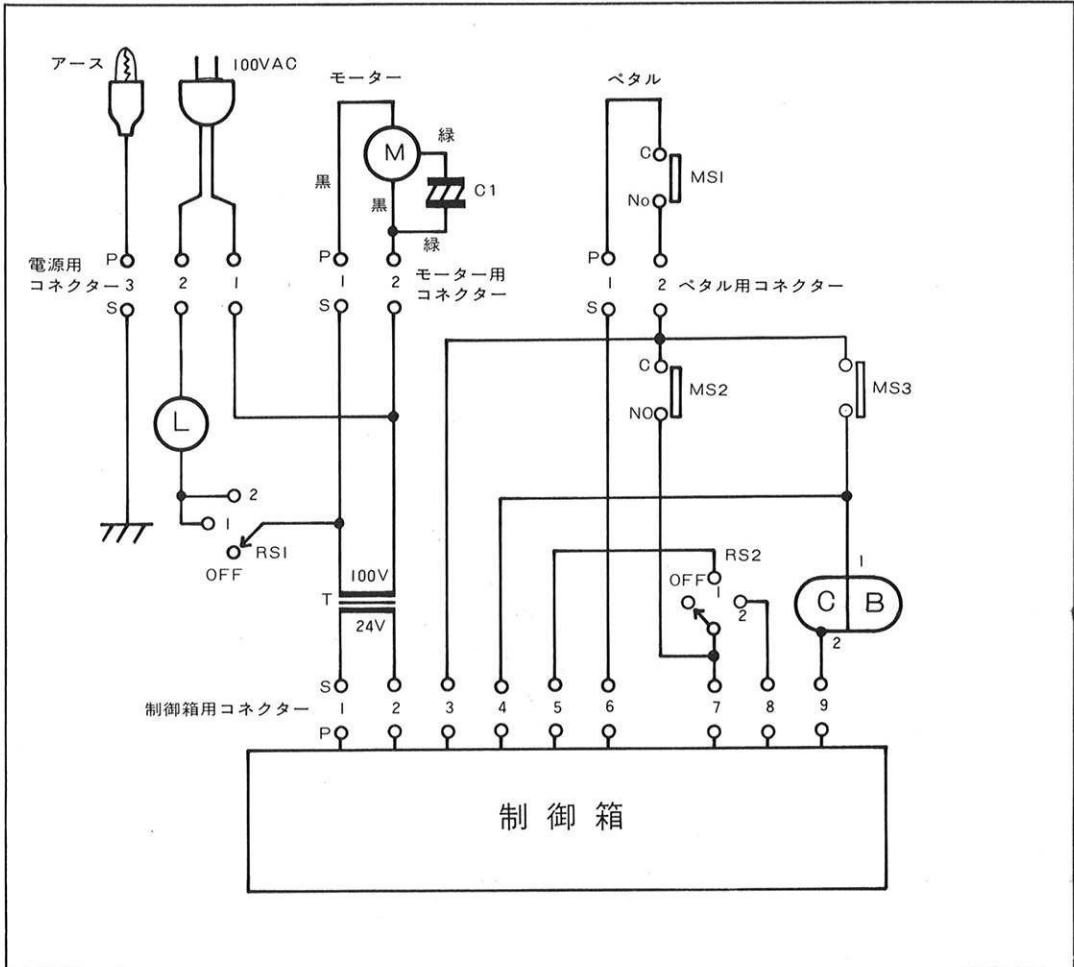 アース
100VAC
モーター
ペタル
緑
M
C1
黒
黒
緑
C
MS1
No
電源用
コネクター
P 3 2 1
S
P 1 2
S
モーター用
コネクター
P 1 2
S
ペタル用コネクター
C
MS2
NO
MS3
L
2
1
RS1
OFF
100V
T
24V
RS2
OFF
1
2
1
C B
2
制御箱用コネクター
S
1 2 3 4 5 6 7 8 9
P
制御箱